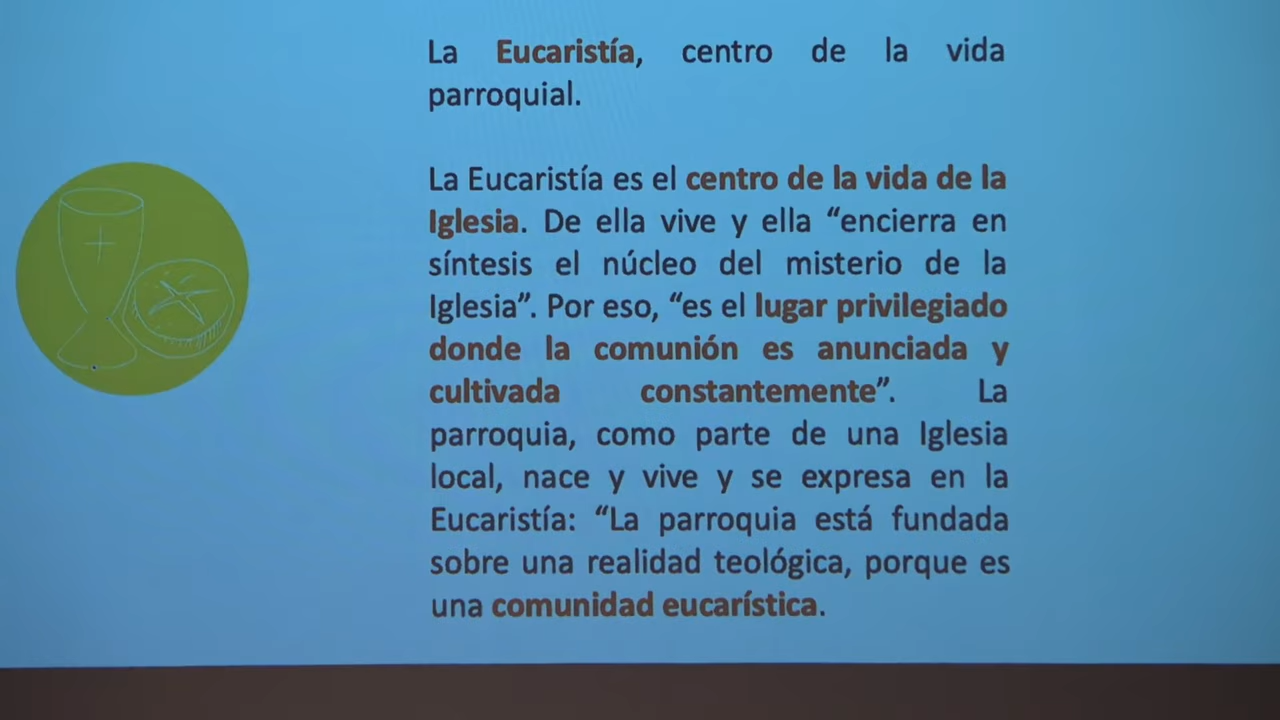 La Eucaristía, centro de la vida
parroquial.
La Eucaristía es el centro de la vida de la
Iglesia. De ella vive y ella “encierra en
síntesis el núcleo del misterio de la
Iglesia”. Por eso, “es el lugar privilegiado
donde la comunión es anunciada y
cultivada constantemente”. La
parroquia, como parte de una Iglesia
local, nace y vive y se expresa en la
Eucaristía: “La parroquia está fundada
sobre una realidad teológica, porque es
una comunidad eucarística.